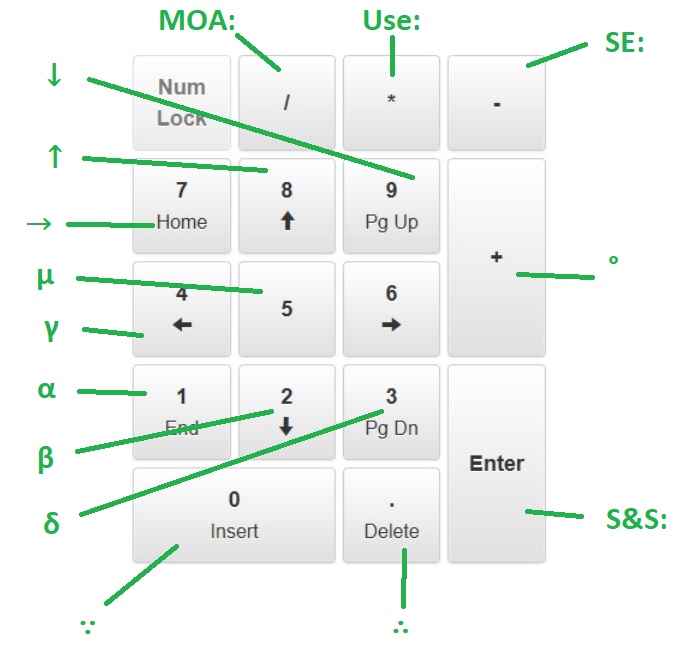 MOA:
Use:
SE:
↓
Num
Lock
/
*
-
↑
7
Home
8
↑
9
Pg Up
→
+
°
μ
4
←
5
6
→
γ
α
1
End
2
↓
3
Pg Dn
Enter
β
δ
0
Insert
.
Delete
S&S:
∵
∴